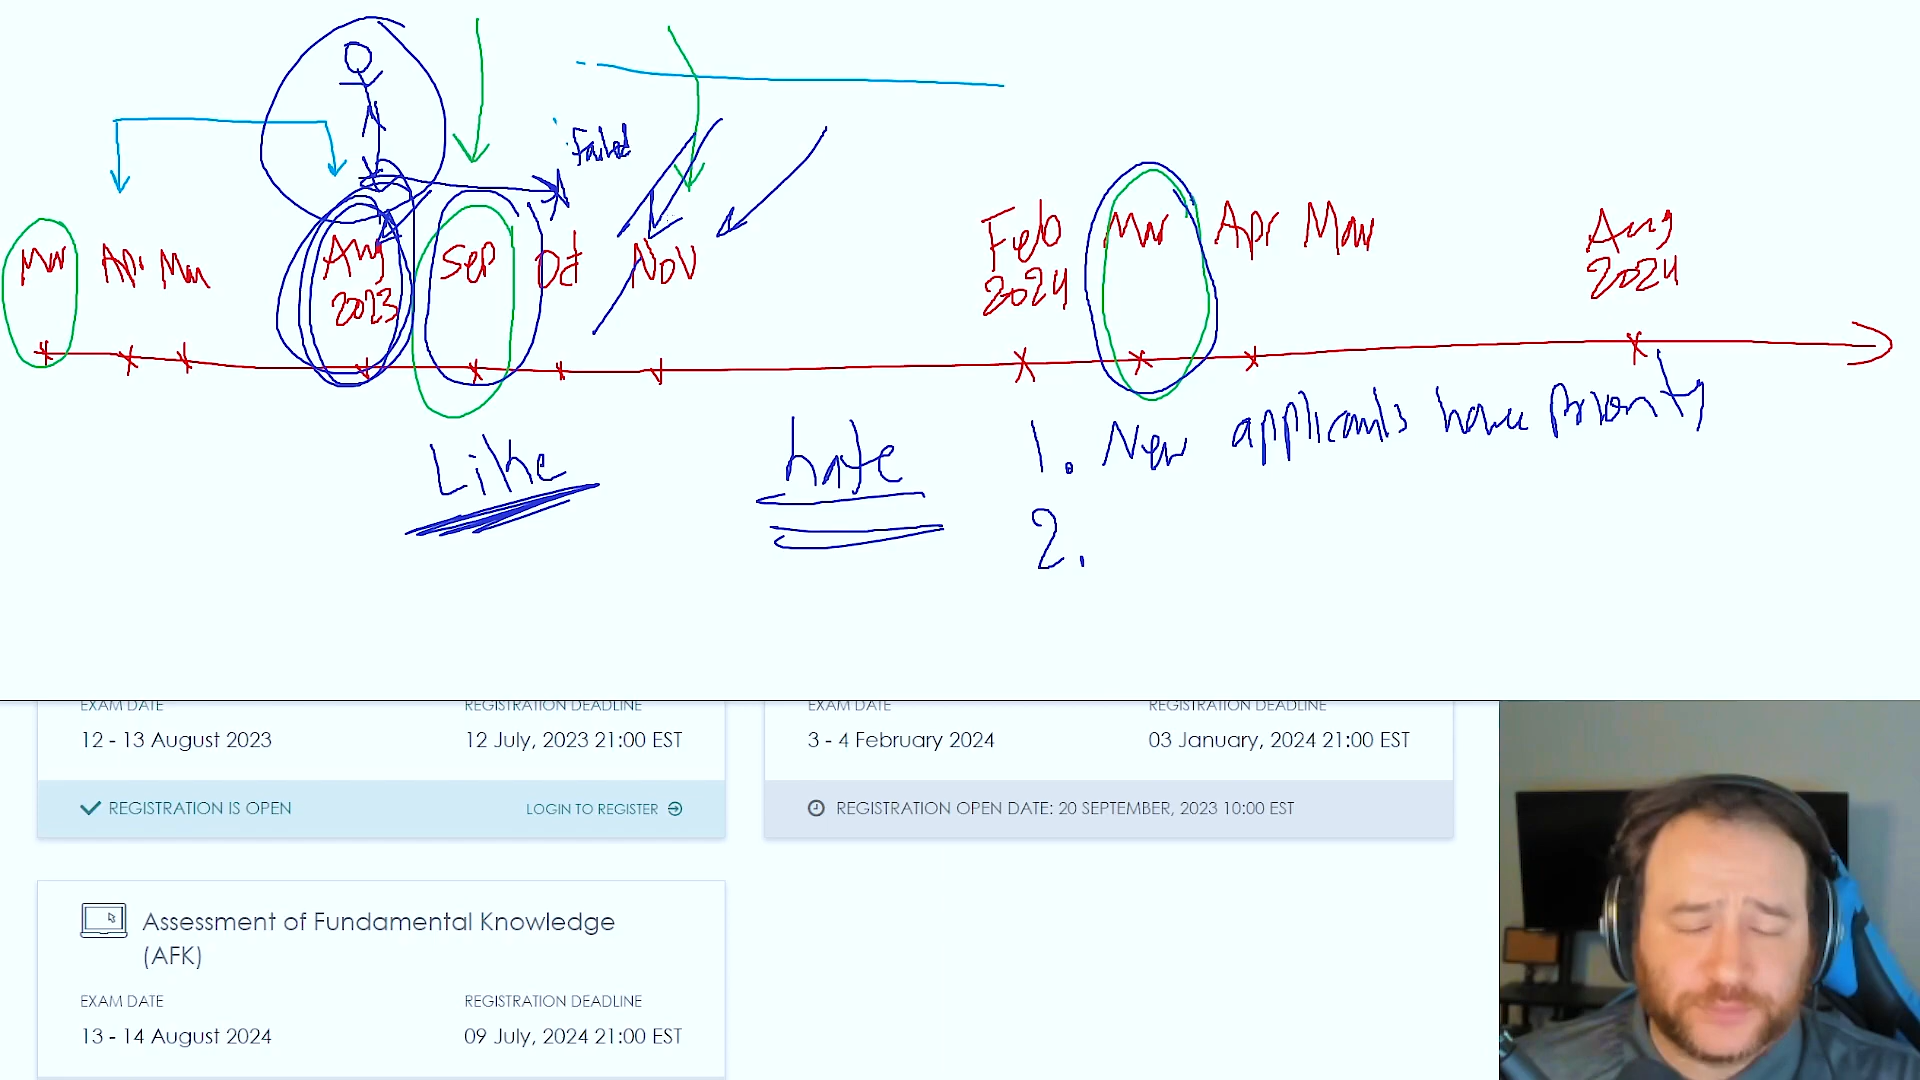 Failed
Mar Apr Mar Aug 2023 Sep Oct Nov Feb 2024 Mar Apr Mar Aug 2024
Like hate
1. New applicants have priority
2.
EXAM DATE REGISTRATION DEADLINE EXAM DATE REGISTRATION DEADLINE
12 - 13 August 2023 12 July, 2023 21:00 EST 3 - 4 February 2024 03 January, 2024 21:00 EST
REGISTRATION IS OPEN LOGIN TO REGISTER REGISTRATION OPEN DATE: 20 SEPTEMBER, 2023 10:00 EST
Assessment of Fundamental Knowledge
(AFK)
EXAM DATE REGISTRATION DEADLINE
13 - 14 August 2024 09 July, 2024 21:00 EST